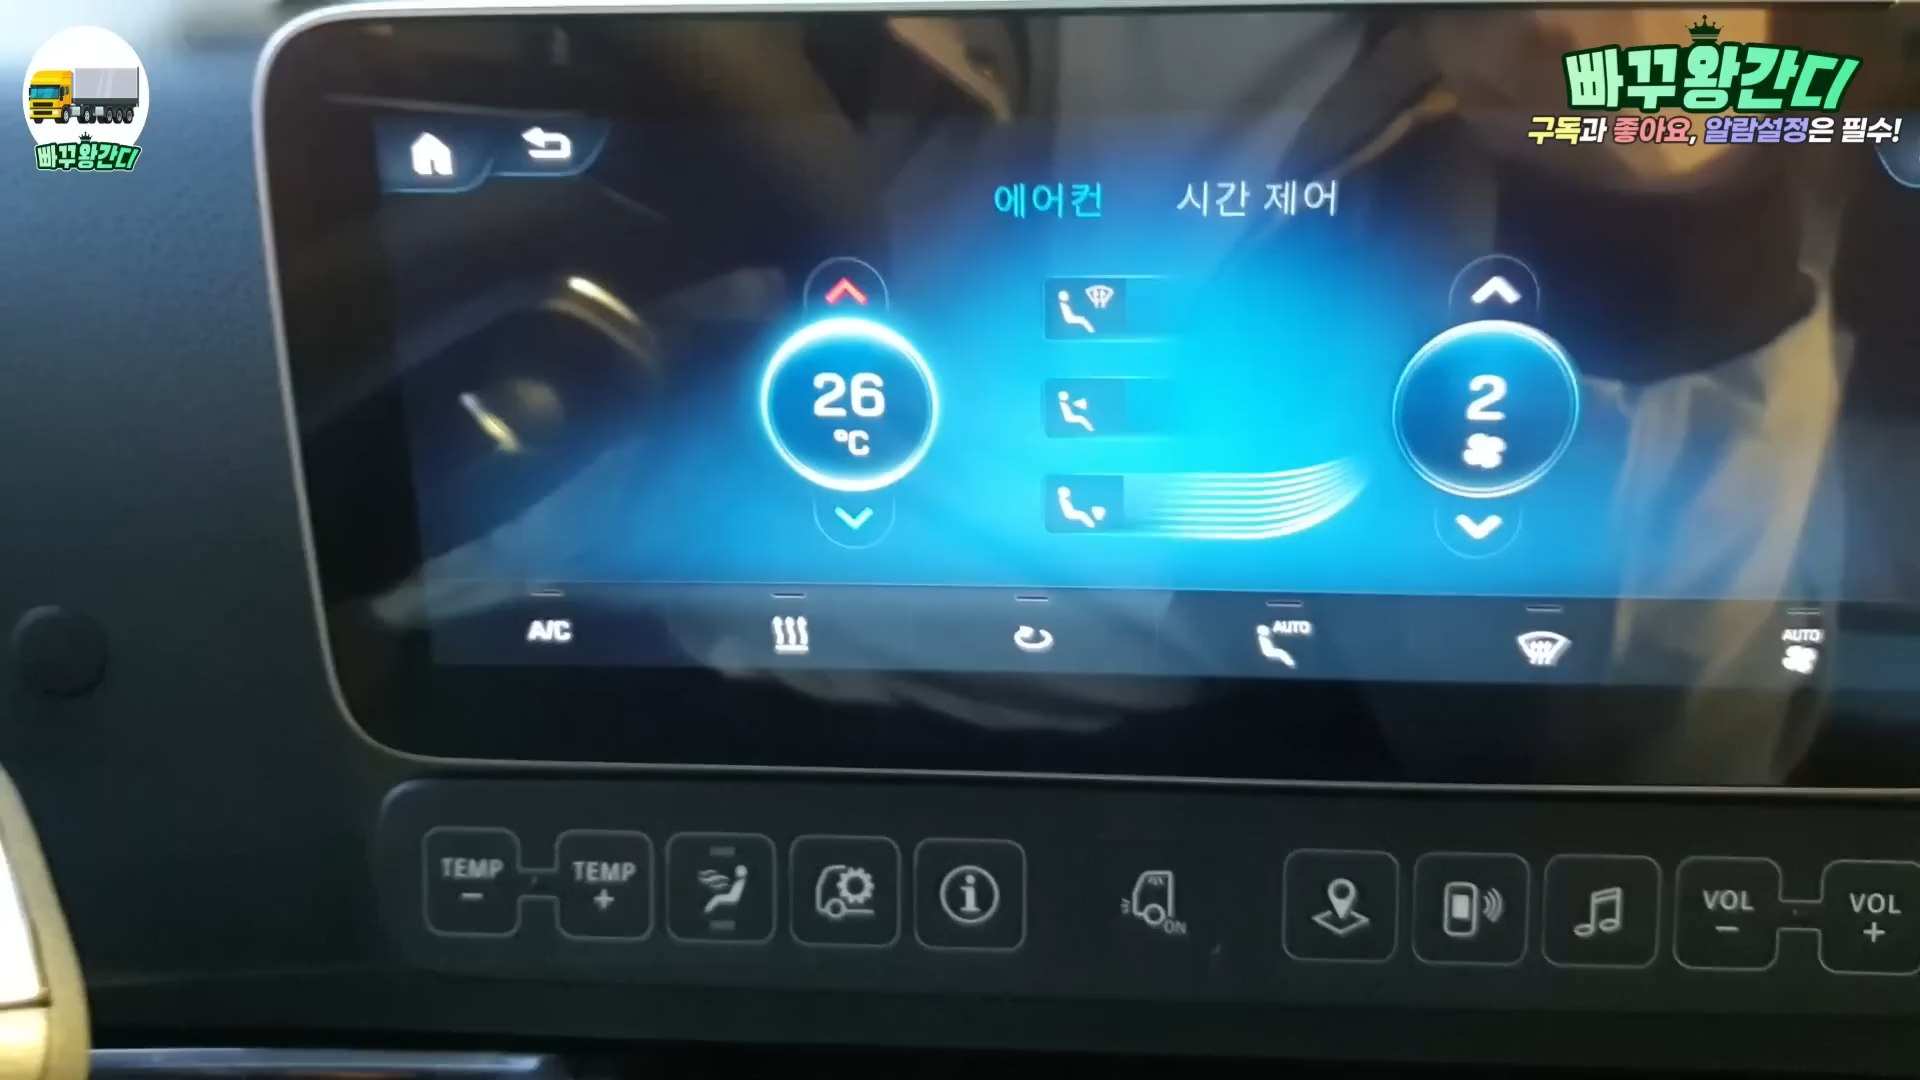 빠꾸왕간디
빠꾸왕간디
구독과 좋아요, 알람설정은 필수!
에어컨 시간 제어
26
°C
2
A/C
AUTO
AUTO
TEMP
−
TEMP
+
ON
VOL
−
VOL
+